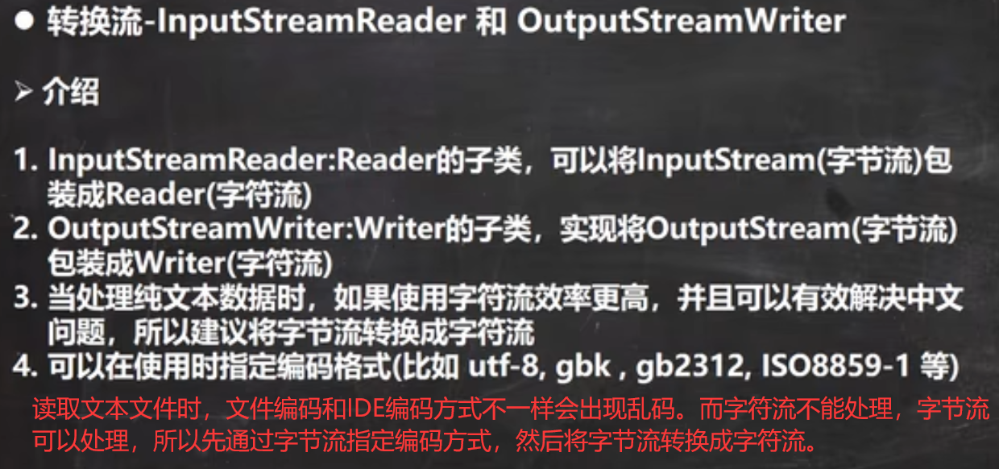 ● 转换流-InputStreamReader 和 OutputStreamWriter
➢ 介绍
1. InputStreamReader:Reader的子类，可以将InputStream(字节流)包
装成Reader(字符流)
2. OutputStreamWriter:Writer的子类，实现将OutputStream(字节流)
包装成Writer(字符流)
3. 当处理纯文本数据时，如果使用字符流效率更高，并且可以有效解决中文
问题，所以建议将字节流转换成字符流
4. 可以在使用时指定编码格式(比如 utf-8, gbk , gb2312, ISO8859-1 等)
读取文本文件时，文件编码和IDE编码方式不一样会出现乱码。而字符流不能处理，字节流
可以处理，所以先通过字节流指定编码方式，然后将字节流转换成字符流。